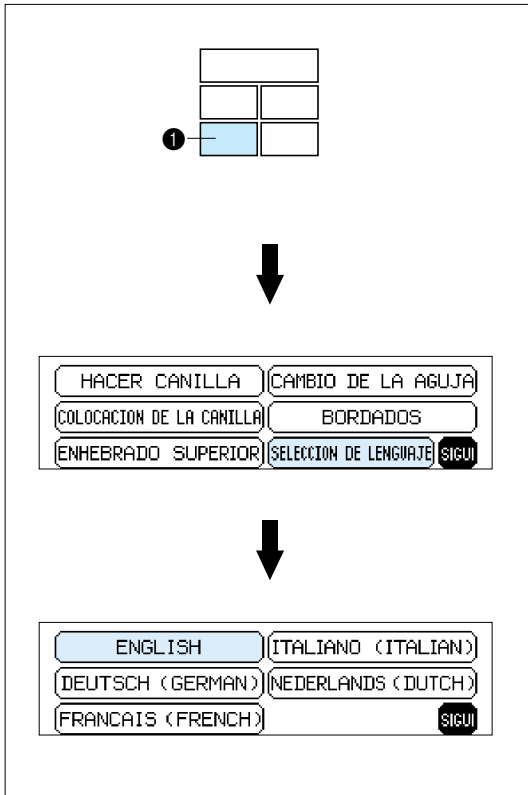 1
HACER CANILLA CAMBIO DE LA AGUJA
COLOCACION DE LA CANILLA BORDADOS
ENHEBRADO SUPERIOR SELECCION DE LENGUAJE SIGUI
ENGLISH ITALIANO (ITALIAN)
DEUTSCH (GERMAN) NEDERLANDS (DUTCH)
FRANCAIS (FRENCH) SIGUI